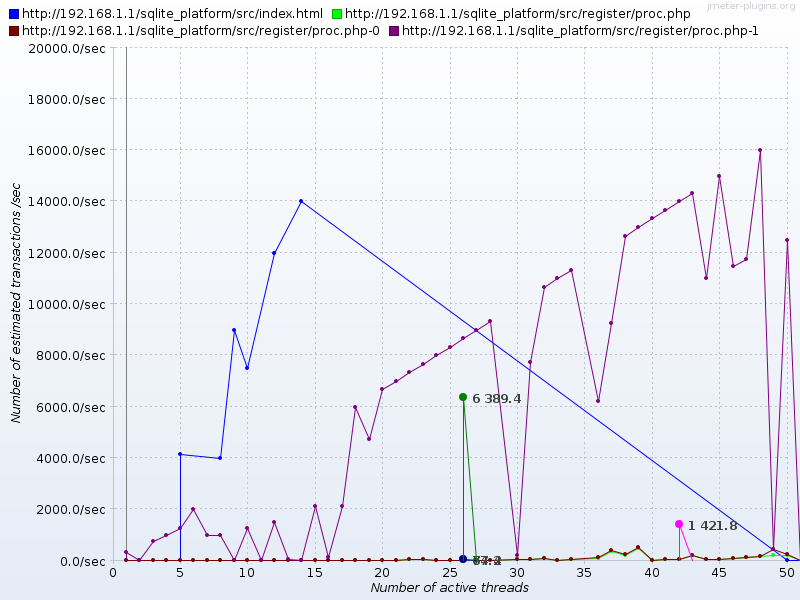 jmeter-plugins.org
http://192.168.1.1/sqlite_platform/src/index.html http://192.168.1.1/sqlite_platform/src/register/proc.php
http://192.168.1.1/sqlite_platform/src/register/proc.php-0 http://192.168.1.1/sqlite_platform/src/register/proc.php-1
20000.0/sec
18000.0/sec
16000.0/sec
14000.0/sec
12000.0/sec
10000.0/sec
8000.0/sec
6000.0/sec
4000.0/sec
2000.0/sec
0.0/sec
Number of estimated transactions /sec
6 389.4
1 421.8
0 5 10 15 20 25 30 35 40 45 50
Number of active threads